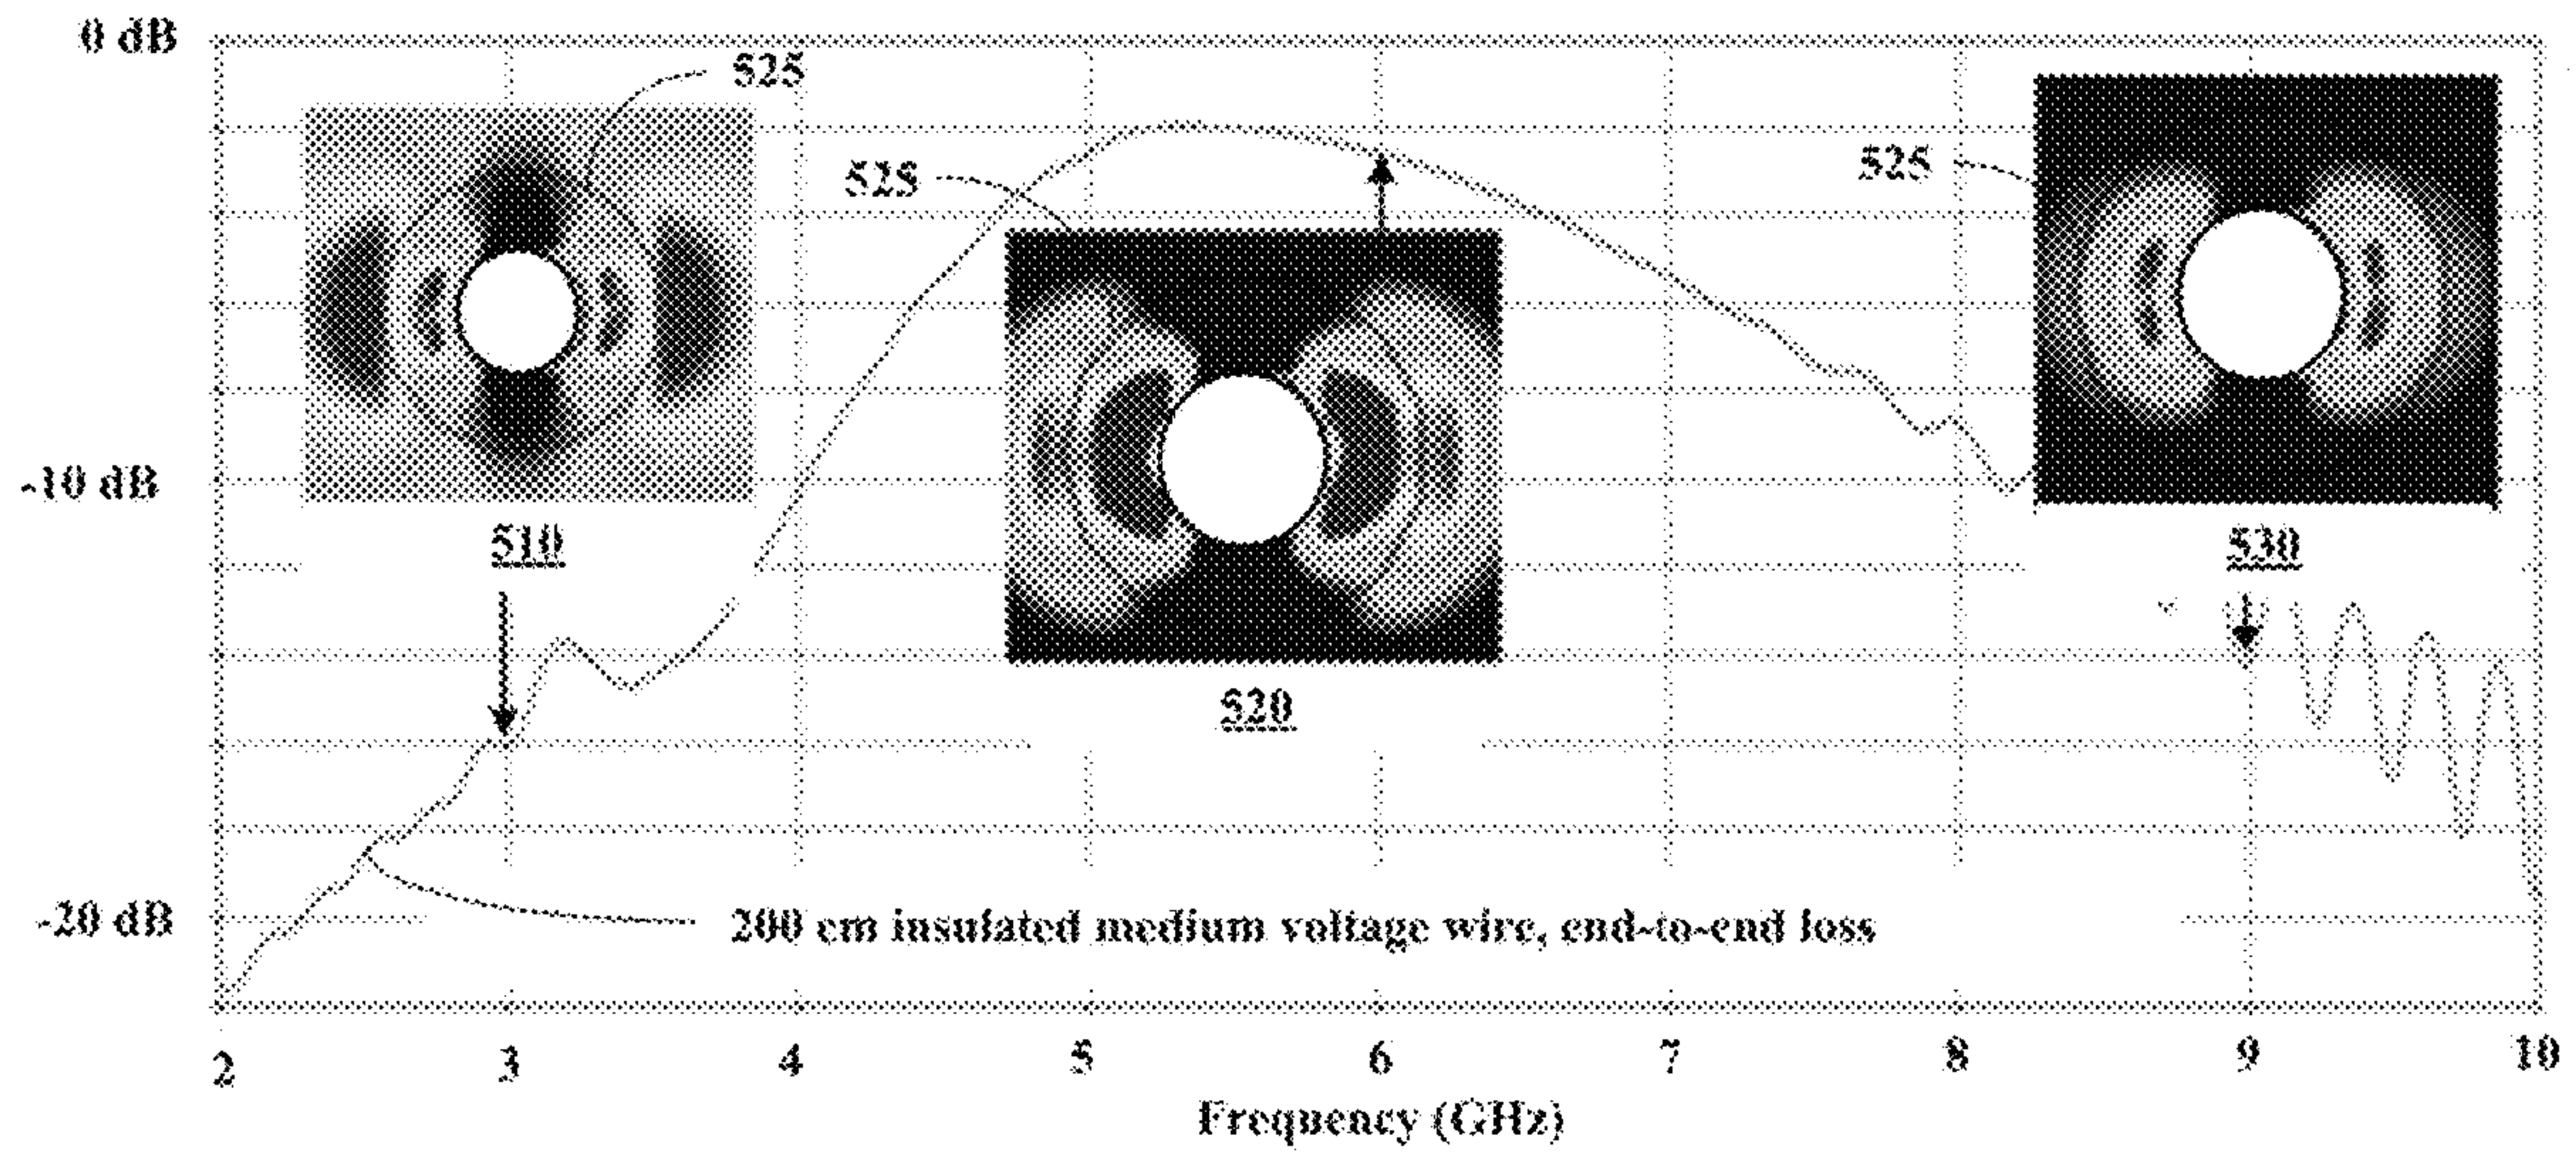 0 dB
525
528
525
-10 dB
510
530
520
-20 dB
200 cm insulated medium voltage wire, end-to-end loss
2 3 4 5 6 7 8 9 10
Frequency (GHz)